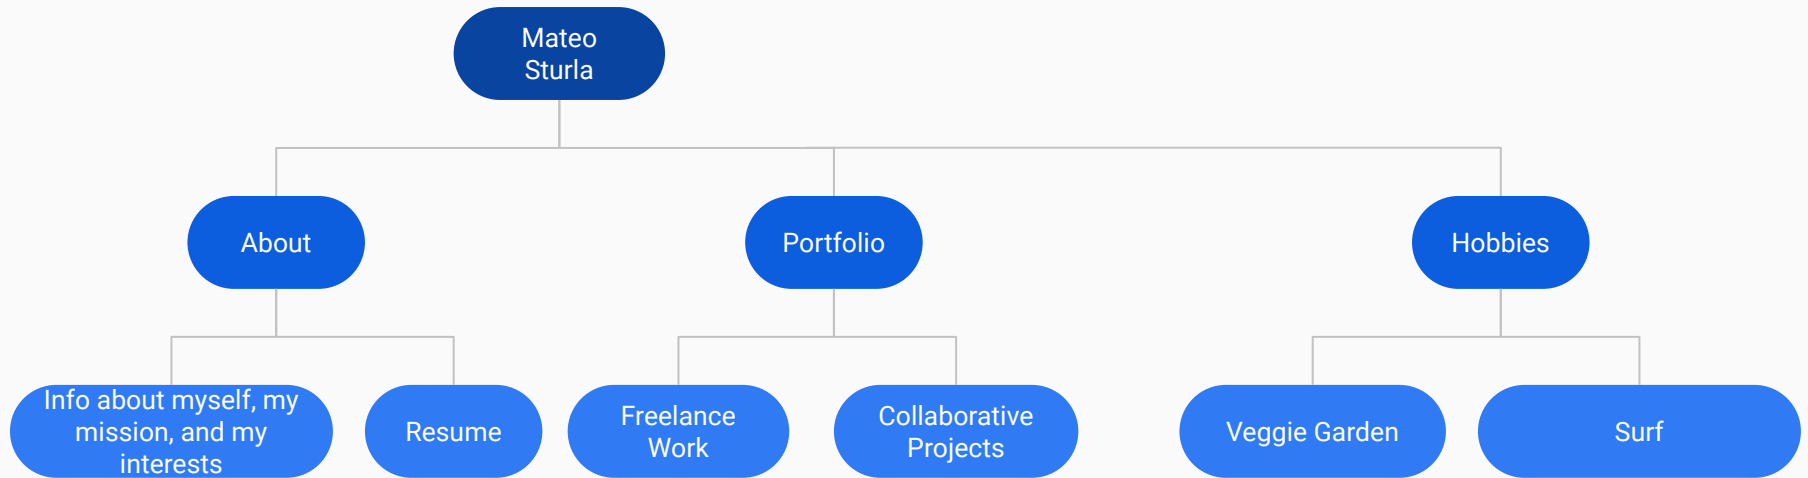 Mateo
Sturla
About
Portfolio
Hobbies
Info about myself, my
mission, and my
interests
Resume
Freelance
Work
Collaborative
Projects
Veggie Garden
Surf